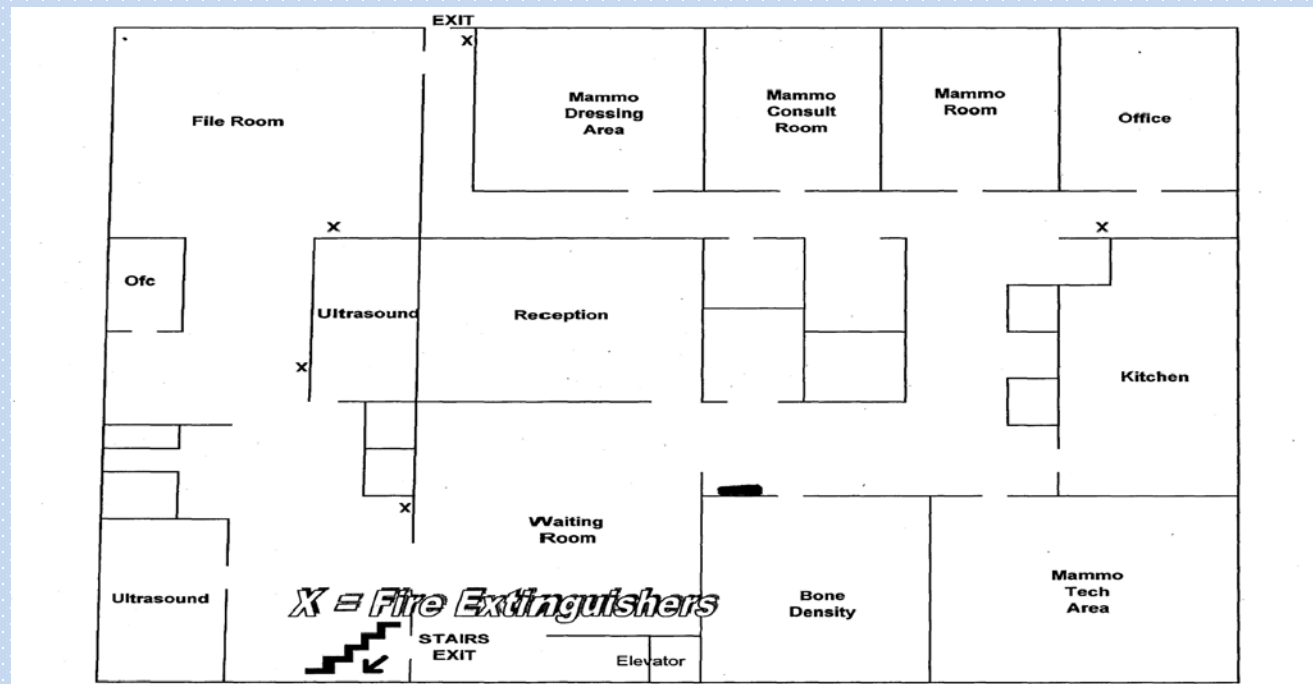 EXIT
X
File Room
Mammo
Dressing
Area
Mammo
Consult
Room
Mammo
Room
Office
X
X
Ofc
Ultrasound
Reception
X
Kitchen
X
Waiting
Room
Ultrasound
X = Fire Extinguishers
Bone
Density
Mammo
Tech
Area
STAIRS
EXIT
Elevator